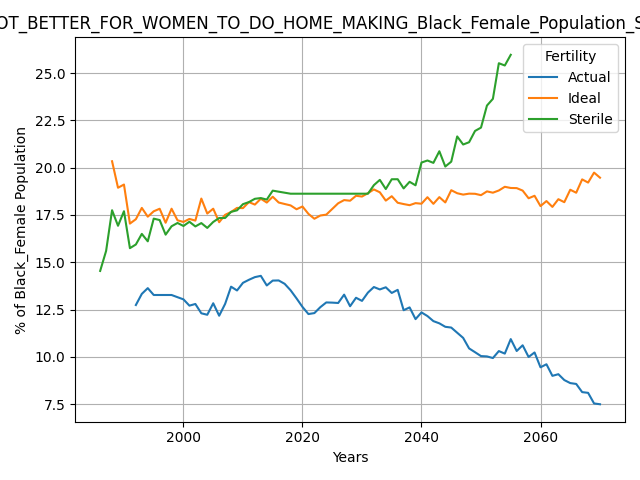 OT_BETTER_FOR_WOMEN_TO_DO_HOME_MAKING_Black_Female_Population_S
Fertility
Actual
Ideal
Sterile
% of Black_Female Population
25.0
22.5
20.0
17.5
15.0
12.5
10.0
7.5
2000
2020
2040
2060
Years